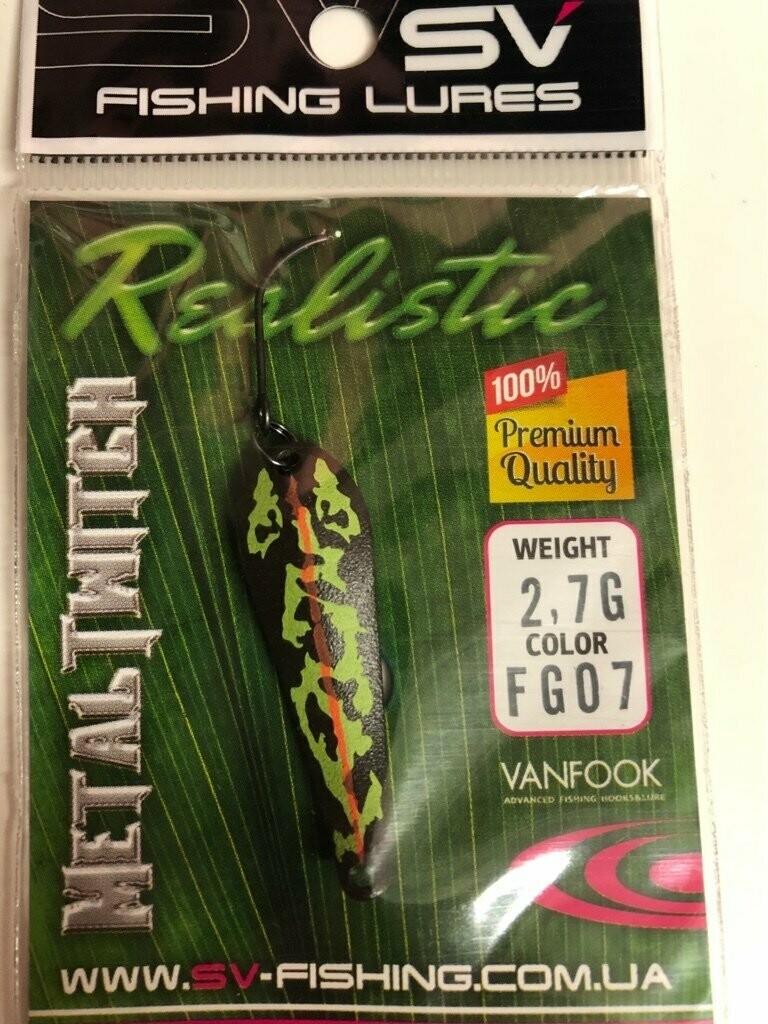 SV
FISHING LURES
Realistic
METAL TWITCH
100%
Premium
Quality
WEIGHT
2,7G
COLOR
FG07
VANFOOK
ADVANCED FISHING HOOKS&LURE
WWW.SV-FISHING.COM.UA